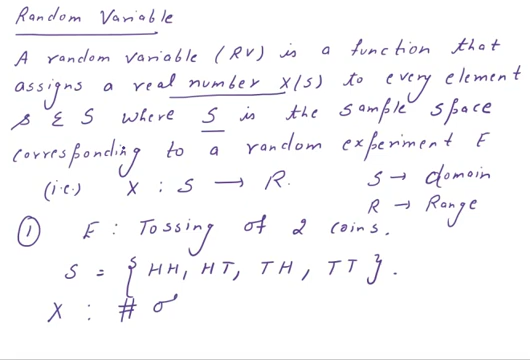 Random Variable
A random variable (RV) is a function that
assigns a real number X(s) to every element
s ∈ S where S is the sample space
corresponding to a random experiment E
(i.e.) X : S → R. S → domain
R → Range
① E : Tossing of 2 coins.
S = { HH, HT, TH, TT }.
X : # o